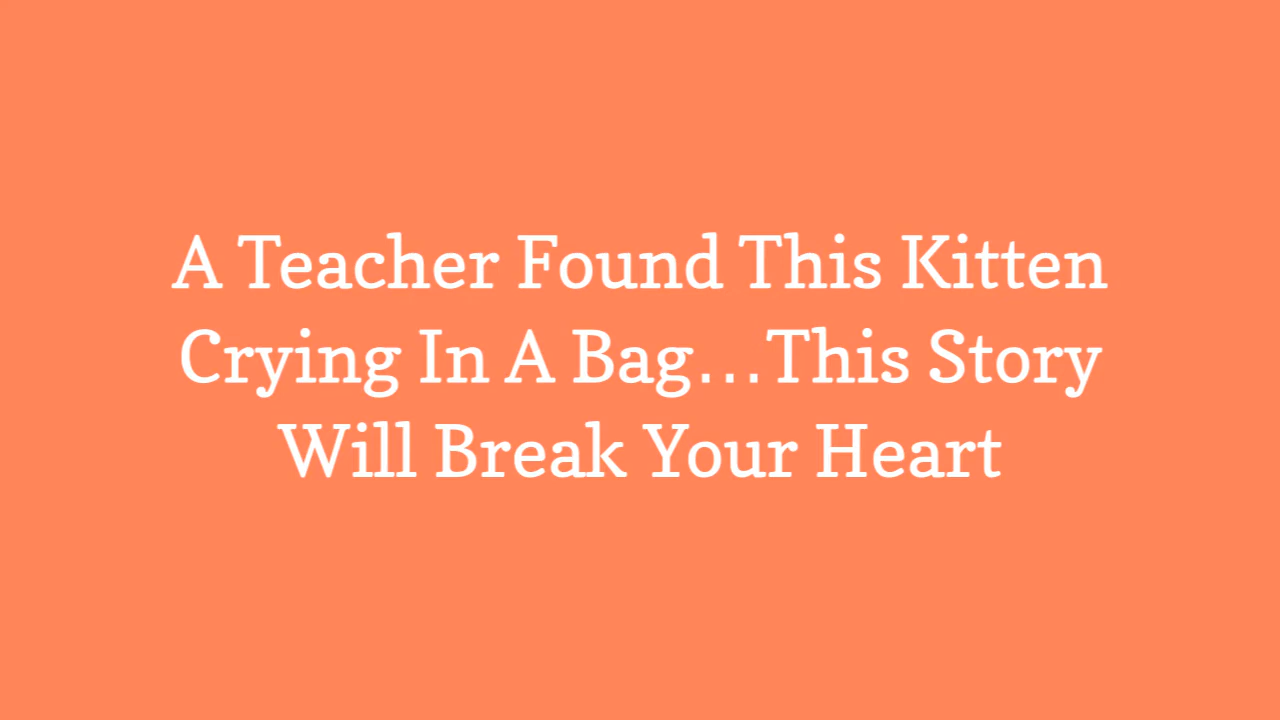 A Teacher Found This Kitten
Crying In A Bag…This Story
Will Break Your Heart